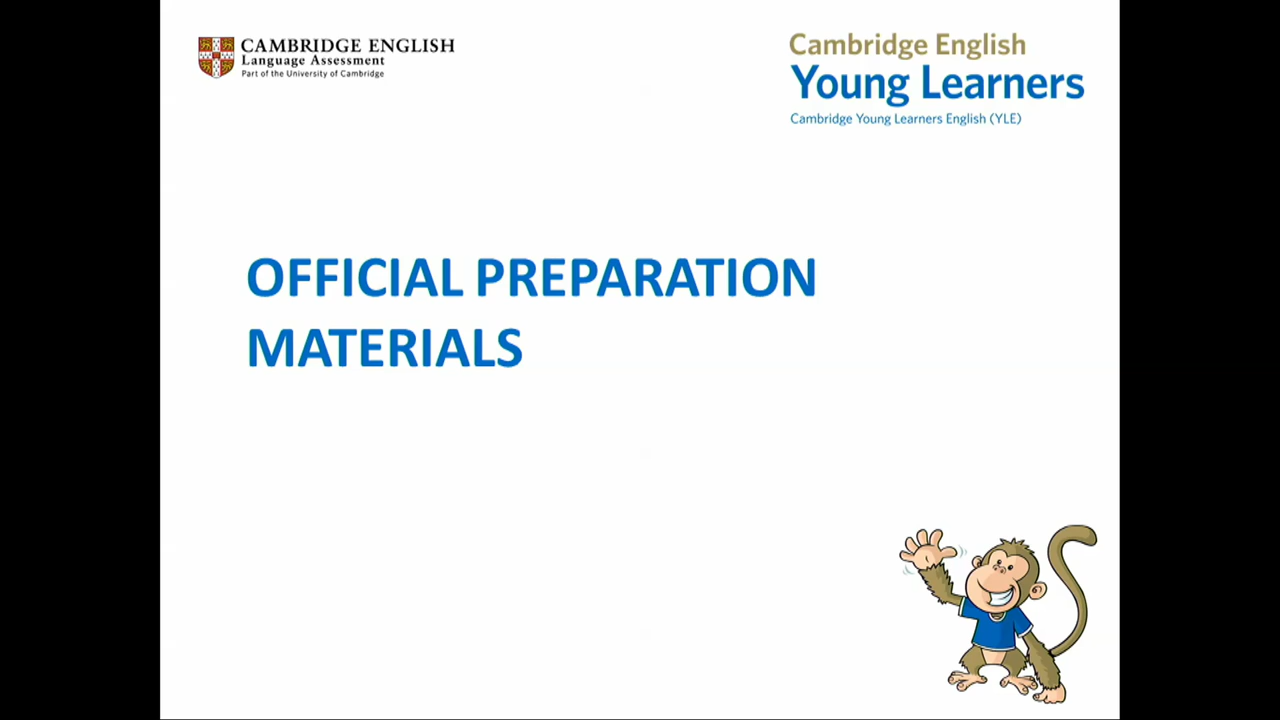 CAMBRIDGE ENGLISH
Language Assessment
Part of the University of Cambridge
Cambridge English
Young Learners
Cambridge Young Learners English (YLE)
OFFICIAL PREPARATION
MATERIALS